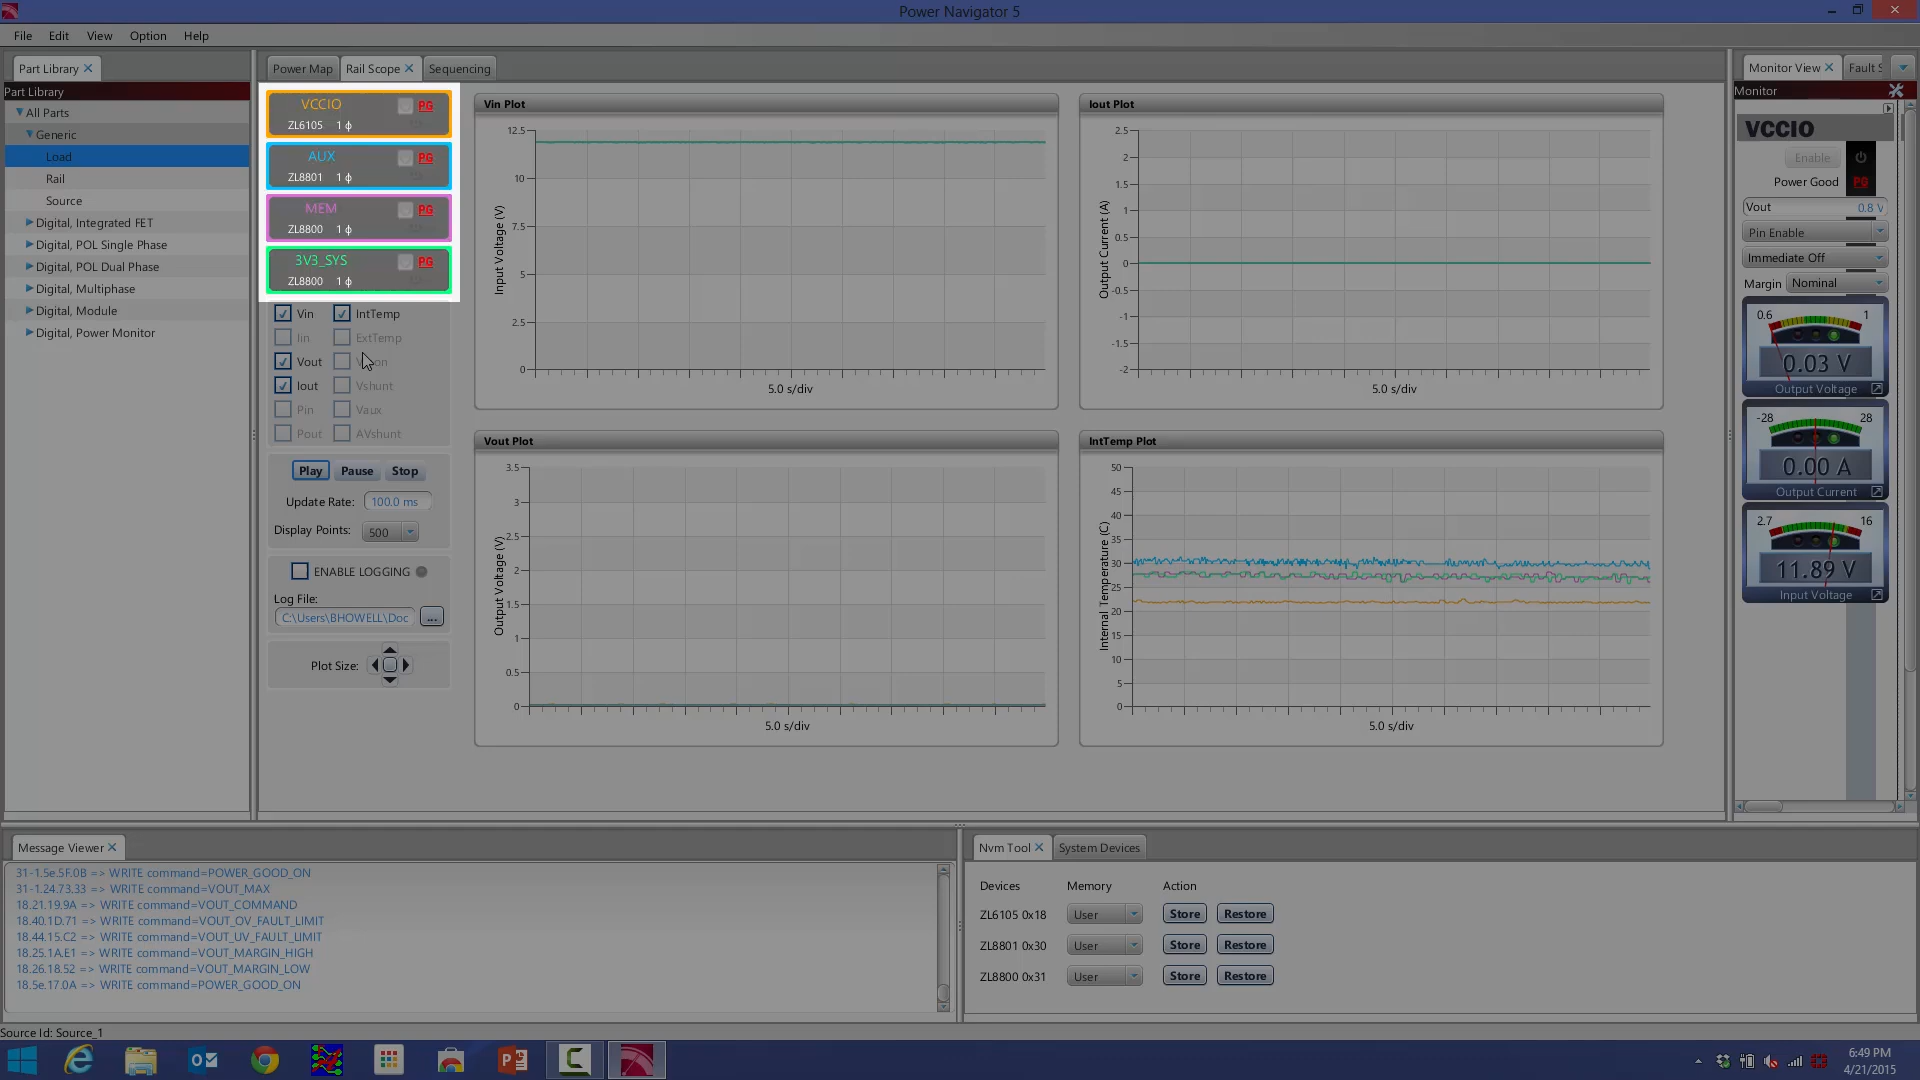 Power Navigator 5
File Edit View Option Help
Part Library
Part Library
All Parts
Generic
Load
Rail
Source
Digital, Integrated FET
Digital, POL Single Phase
Digital, POL Dual Phase
Digital, Multiphase
Digital, Module
Digital, Power Monitor
Power Map Rail Scope Sequencing
VCCIO PG
ZL6105 1 ϕ
AUX PG
ZL8801 1 ϕ
MEM PG
ZL8800 1 ϕ
3V3_SYS PG
ZL8800 1 ϕ
Vin IntTemp
Iin ExtTemp
Vout
Iout Vshunt
Pin Vaux
Pout AVshunt
Play Pause Stop
Update Rate: 100.0 ms
Display Points: 500
ENABLE LOGGING
Log File:
C:\Users\BHOWELL\Doc ...
Plot Size:
Vin Plot
Input Voltage (V)
12.5
10
7.5
5
2.5
0
5.0 s/div
Iout Plot
Output Current (A)
2.5
2
1.5
1
0.5
0
-0.5
-1
-1.5
-2
5.0 s/div
Vout Plot
Output Voltage (V)
3.5
3
2.5
2
1.5
1
0.5
0
5.0 s/div
IntTemp Plot
Internal Temperature (C)
50
45
40
35
30
25
20
15
10
5
0
5.0 s/div
Monitor View Fault S
Monitor
VCCIO
Enable
Power Good PG
Vout 0.8 V
Pin Enable
Immediate Off
Margin Nominal
0.6 1
0.03 V
Output Voltage
-28 28
0.00 A
Output Current
2.7 16
11.89 V
Input Voltage
Message Viewer
31-1.5e.5F.0B => WRITE command=POWER_GOOD_ON
31-1.24.73.33 => WRITE command=VOUT_MAX
18.21.19.9A => WRITE command=VOUT_COMMAND
18.40.1D.71 => WRITE command=VOUT_OV_FAULT_LIMIT
18.44.15.C2 => WRITE command=VOUT_UV_FAULT_LIMIT
18.25.1A.E1 => WRITE command=VOUT_MARGIN_HIGH
18.26.18.52 => WRITE command=VOUT_MARGIN_LOW
18.5e.17.0A => WRITE command=POWER_GOOD_ON
Nvm Tool System Devices
Devices Memory Action
ZL6105 0x18 User Store Restore
ZL8801 0x30 User Store Restore
ZL8800 0x31 User Store Restore
Source Id: Source_1
6:49 PM
4/21/2015